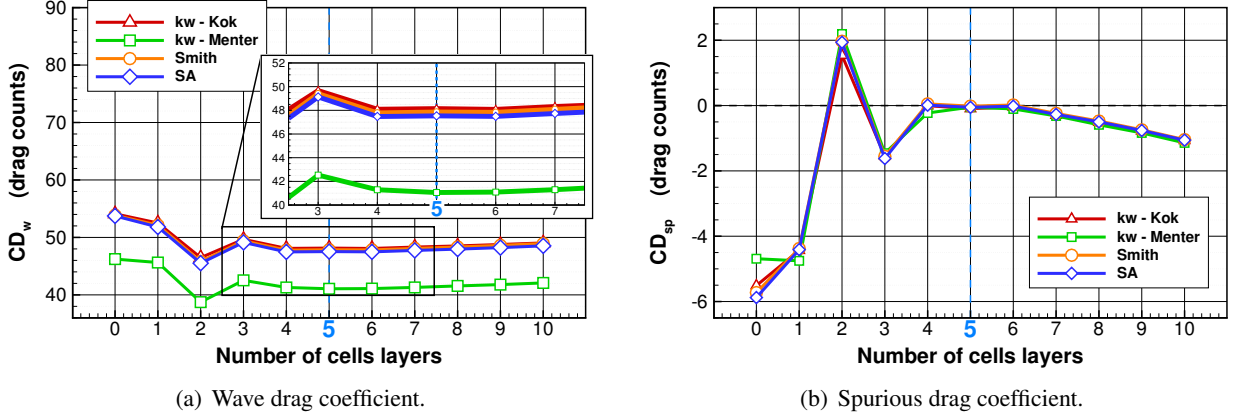 90
80
70
60
50
40
CD_w (drag counts)
kw - Kok
kw - Menter
Smith
SA
52
50
48
46
44
42
40
3 4 5 6 7
0 1 2 3 4 5 6 7 8 9 10
Number of cells layers
(a) Wave drag coefficient.
2
0
-2
-4
-6
CD_sp (drag counts)
kw - Kok
kw - Menter
Smith
SA
0 1 2 3 4 5 6 7 8 9 10
Number of cells layers
(b) Spurious drag coefficient.